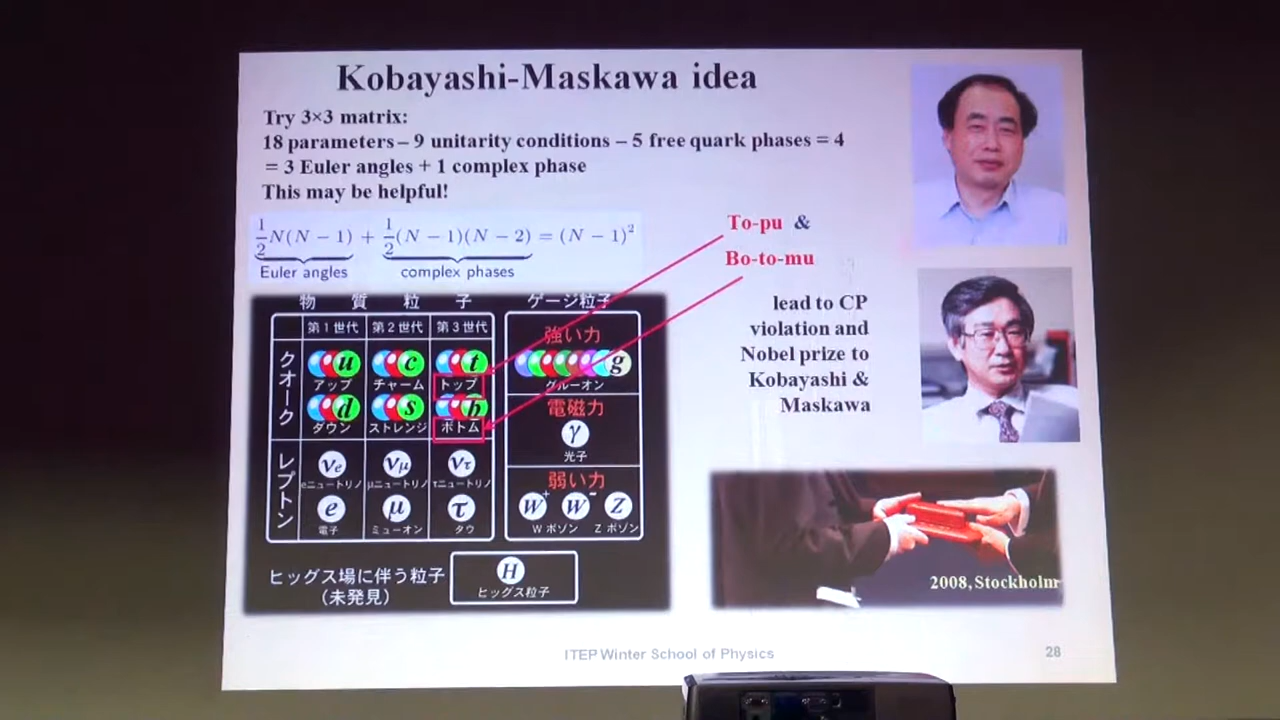 Kobayashi-Maskawa idea
Try 3×3 matrix:
18 parameters – 9 unitarity conditions – 5 free quark phases = 4
= 3 Euler angles + 1 complex phase
This may be helpful!
1/2 N(N − 1) + 1/2 (N − 1)(N − 2) = (N − 1)²
Euler angles complex phases
To-pu &
Bo-to-mu
lead to CP
violation and
Nobel prize to
Kobayashi &
Maskawa
物 質 粒 子 ゲージ粒子
第1世代 第2世代 第3世代
クオーク
u c t
アップ チャーム トップ
d s b
ダウン ストレンジ ボトム
レプトン
νe νμ ντ
eニュートリノ μニュートリノ τニュートリノ
e μ τ
電子 ミューオン タウ
強い力
g
グルーオン
電磁力
γ
光子
弱い力
W+ W- Z
W ボソン Z ボソン
ヒッグス場に伴う粒子
(未発見)
H
ヒッグス粒子
2008, Stockholm
ITEP Winter School of Physics
28